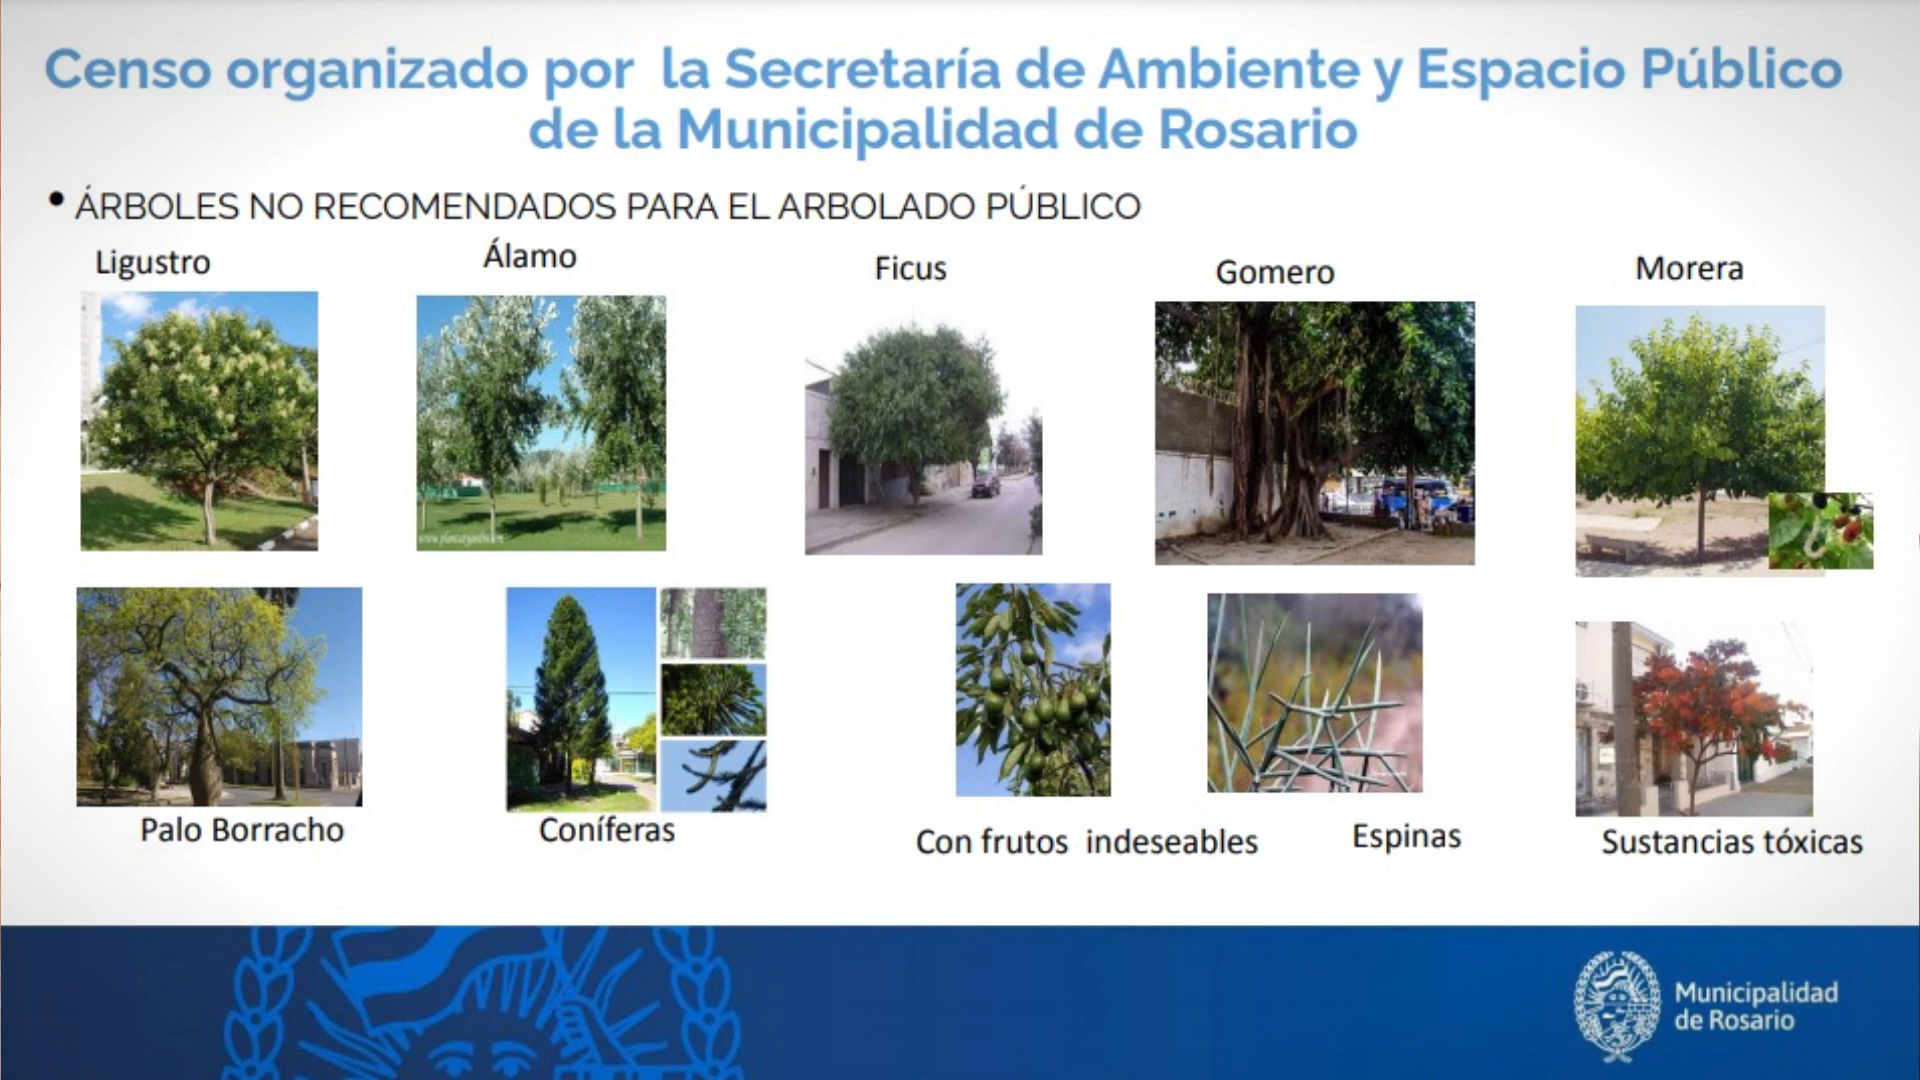 Censo organizado por la Secretaría de Ambiente y Espacio Público
de la Municipalidad de Rosario
• ÁRBOLES NO RECOMENDADOS PARA EL ARBOLADO PÚBLICO
Ligustro
Álamo
Ficus
Gomero
Morera
Palo Borracho
Coníferas
Con frutos indeseables
Espinas
Sustancias tóxicas
Municipalidad
de Rosario